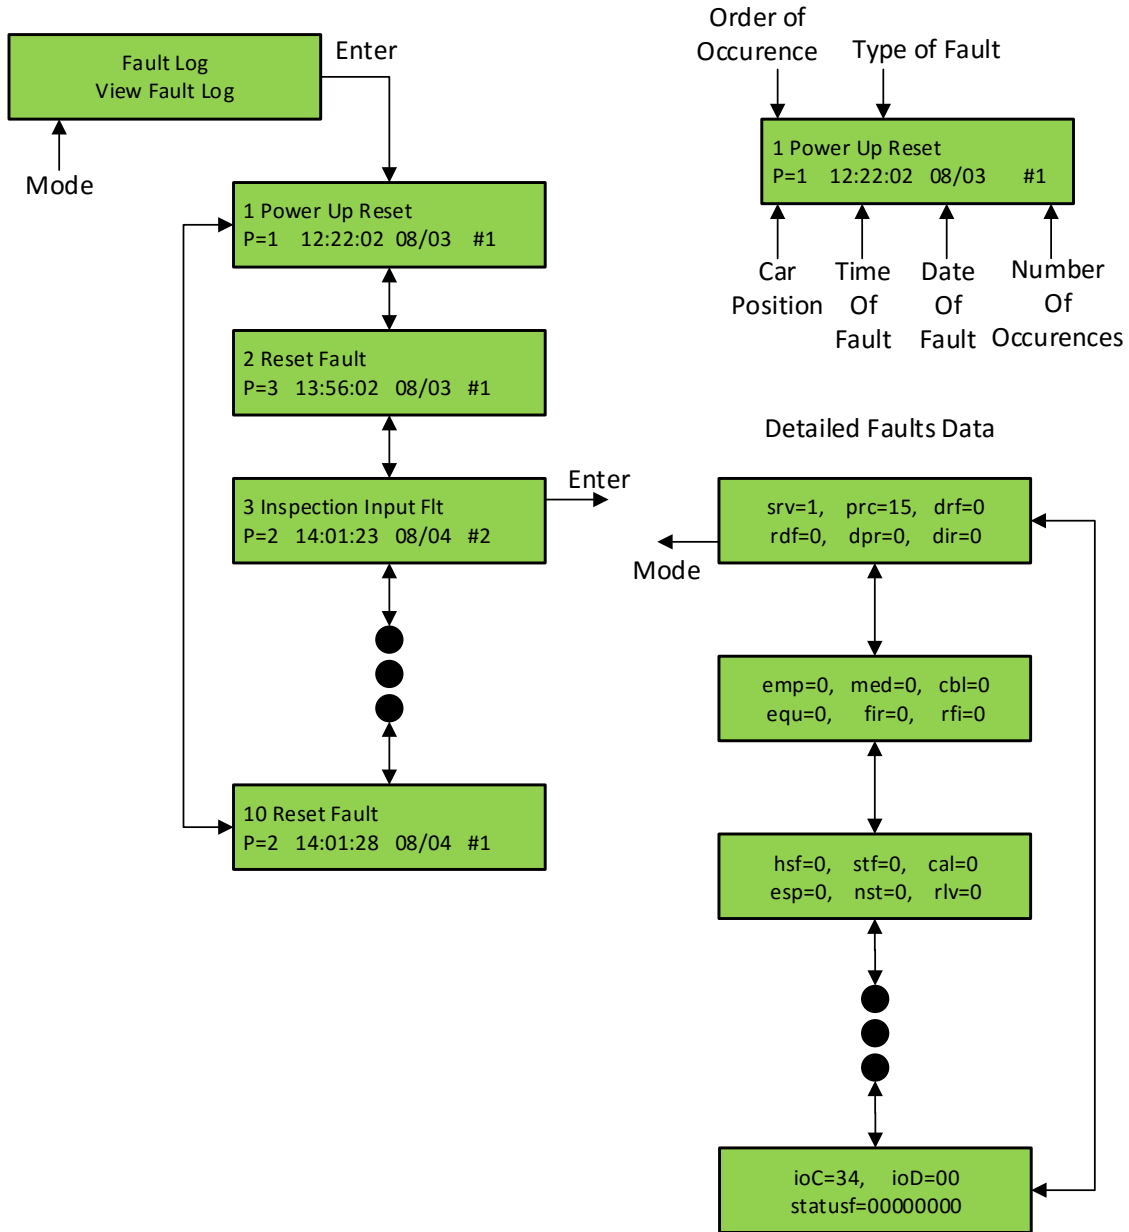 Fault Log
View Fault Log
Enter
Mode
1 Power Up Reset
P=1 12:22:02 08/03 #1
2 Reset Fault
P=3 13:56:02 08/03 #1
3 Inspection Input Flt
P=2 14:01:23 08/04 #2
Enter
10 Reset Fault
P=2 14:01:28 08/04 #1
Order of
Occurence
Type of Fault
1 Power Up Reset
P=1 12:22:02 08/03 #1
Car
Position
Time
Of
Fault
Date
Of
Fault
Number
Of
Occurences
Detailed Faults Data
Mode
srv=1, prc=15, drf=0
rdf=0, dpr=0, dir=0
emp=0, med=0, cbl=0
equ=0, fir=0, rfi=0
hsf=0, stf=0, cal=0
esp=0, nst=0, rlv=0
ioC=34, ioD=00
statusf=00000000